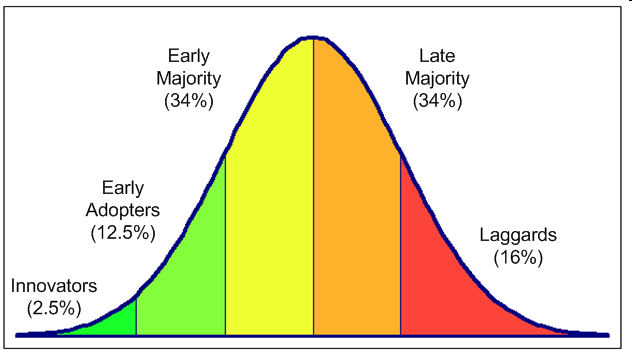 Innovators
(2.5%)
Early
Adopters
(12.5%)
Early
Majority
(34%)
Late
Majority
(34%)
Laggards
(16%)